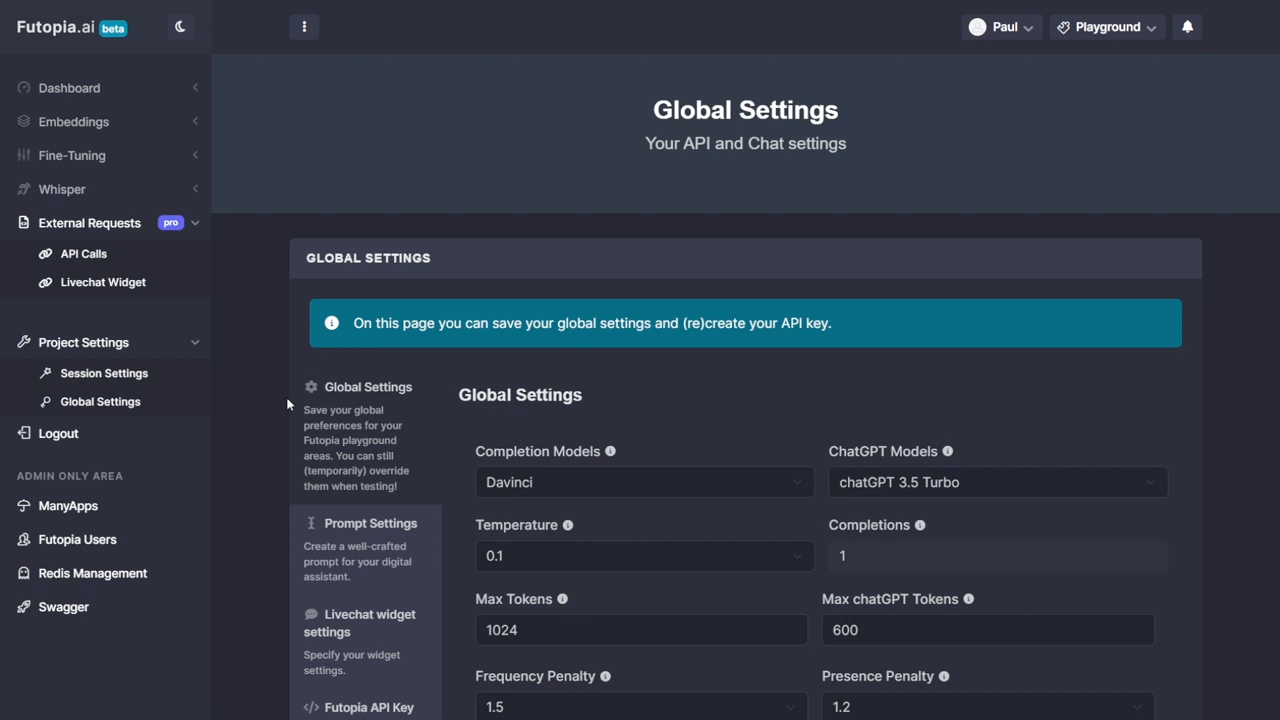 Futopia.ai beta
Paul
Playground
Dashboard
Embeddings
Fine-Tuning
Whisper
External Requests pro
API Calls
Livechat Widget
Project Settings
Session Settings
Global Settings
Logout
ADMIN ONLY AREA
ManyApps
Futopia Users
Redis Management
Swagger
Global Settings
Your API and Chat settings
GLOBAL SETTINGS
On this page you can save your global settings and (re)create your API key.
Global Settings
Save your global
preferences for your
Futopia playground
areas. You can still
(temporarily) override
them when testing!
Prompt Settings
Create a well-crafted
prompt for your digital
assistant.
Livechat widget
settings
Specify your widget
settings.
Futopia API Key
Global Settings
Completion Models
Davinci
ChatGPT Models
chatGPT 3.5 Turbo
Temperature
0.1
Completions
1
Max Tokens
1024
Max chatGPT Tokens
600
Frequency Penalty
1.5
Presence Penalty
1.2